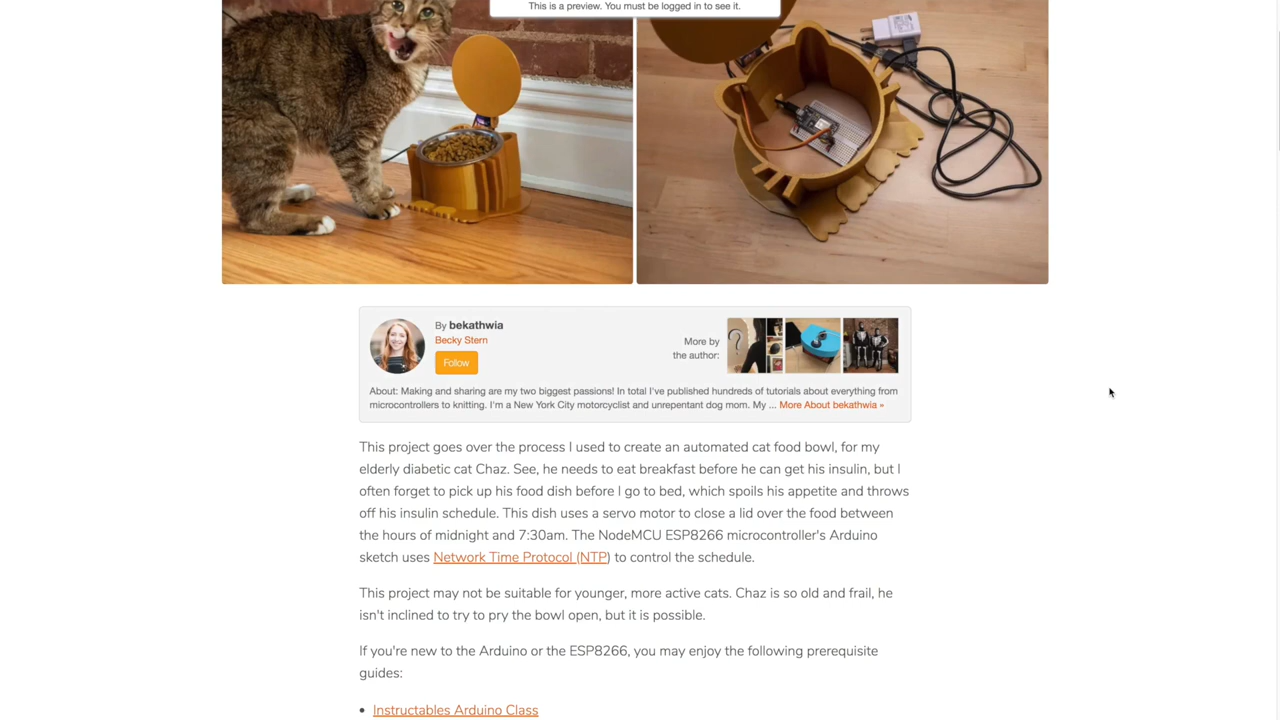 This is a preview. You must be logged in to see it.
By bekathwia
Becky Stern
Follow
More by
the author:
About: Making and sharing are my two biggest passions! In total I've published hundreds of tutorials about everything from
microcontrollers to knitting. I'm a New York City motorcyclist and unrepentant dog mom. My ... More About bekathwia »
This project goes over the process I used to create an automated cat food bowl, for my
elderly diabetic cat Chaz. See, he needs to eat breakfast before he can get his insulin, but I
often forget to pick up his food dish before I go to bed, which spoils his appetite and throws
off his insulin schedule. This dish uses a servo motor to close a lid over the food between
the hours of midnight and 7:30am. The NodeMCU ESP8266 microcontroller's Arduino
sketch uses Network Time Protocol (NTP) to control the schedule.
This project may not be suitable for younger, more active cats. Chaz is so old and frail, he
isn't inclined to try to pry the bowl open, but it is possible.
If you're new to the Arduino or the ESP8266, you may enjoy the following prerequisite
guides:
• Instructables Arduino Class